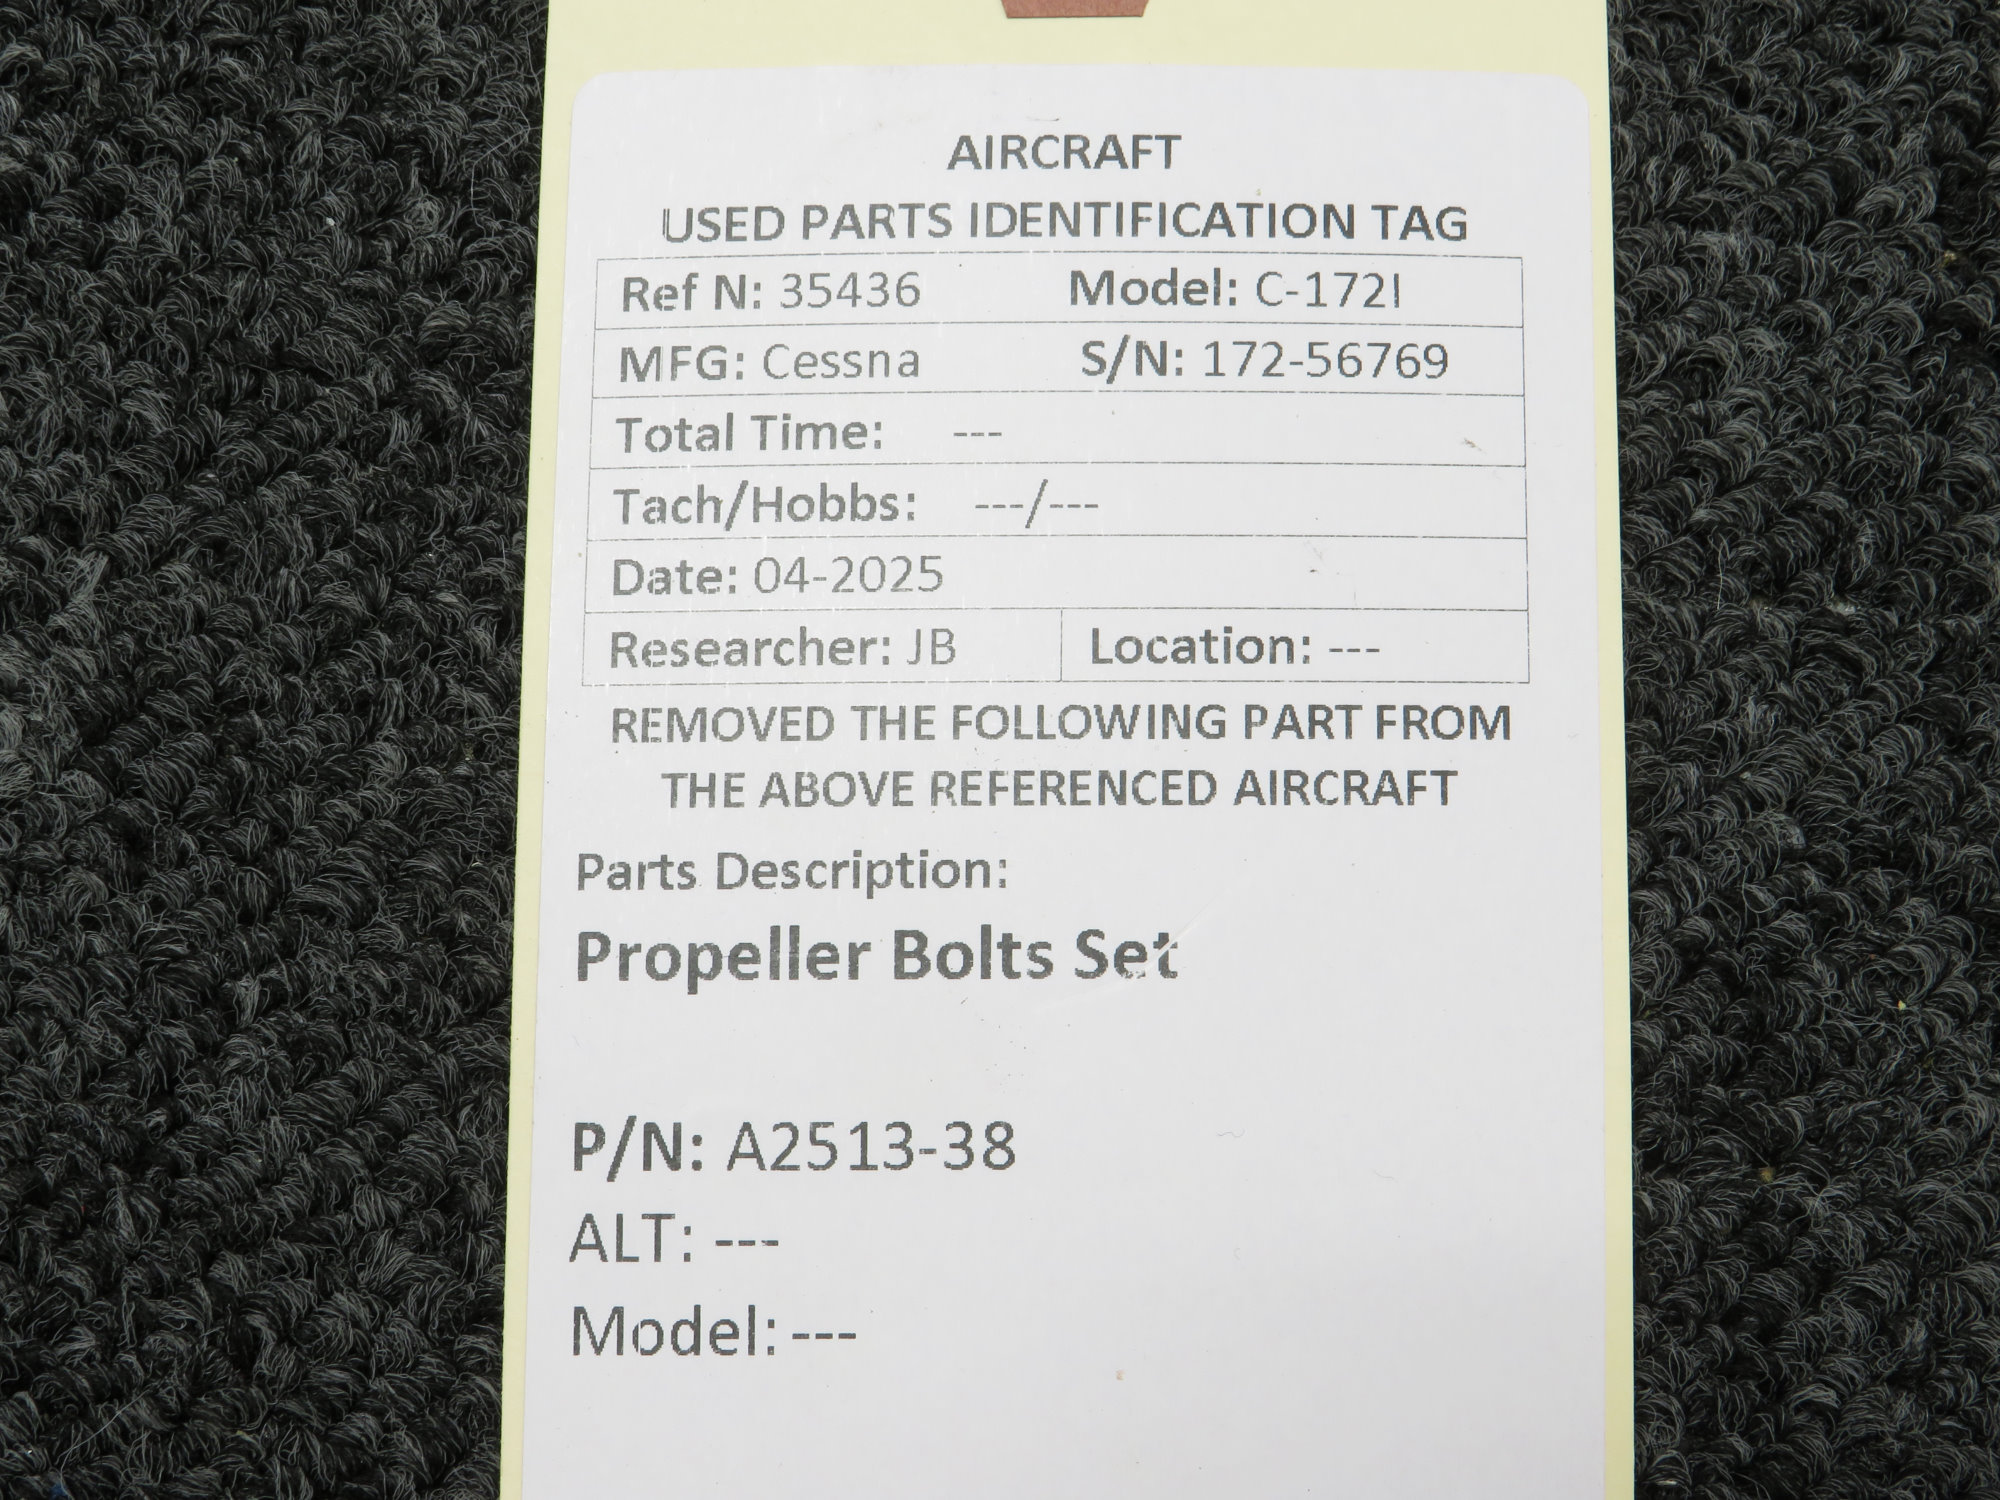 AIRCRAFT
USED PARTS IDENTIFICATION TAG
Ref N: 35436 Model: C-172I
MFG: Cessna S/N: 172-56769
Total Time: ---
Tach/Hobbs: ---/---
Date: 04-2025
Researcher: JB Location: ---
REMOVED THE FOLLOWING PART FROM
THE ABOVE REFERENCED AIRCRAFT
Parts Description:
Propeller Bolts Set
P/N: A2513-38
ALT: ---
Model: ---